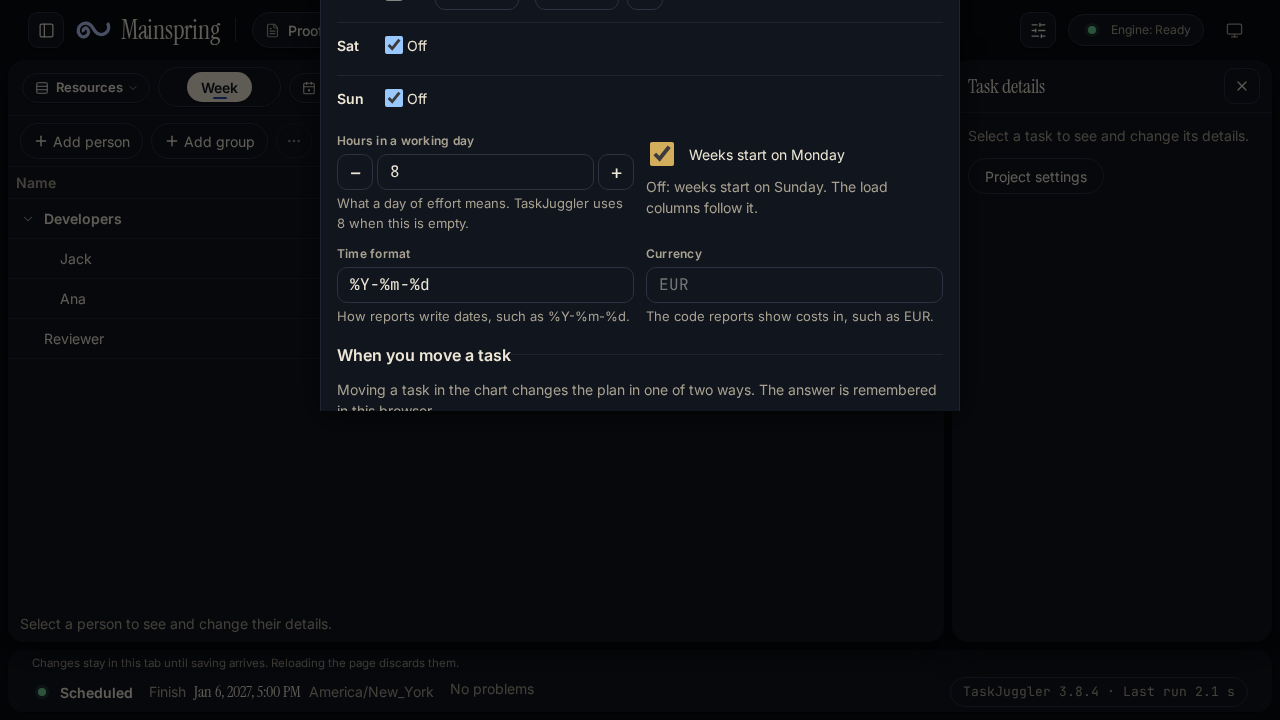 Mainspring
Proof
Engine: Ready
Sat
Off
Resources
Week
Sun
Off
Task details
Add person
Add group
Select a task to see and change its details.
Project settings
Hours in a working day
8
What a day of effort means. TaskJuggler uses
8 when this is empty.
Weeks start on Monday
Off: weeks start on Sunday. The load
columns follow it.
Name
Developers
Jack
Ana
Reviewer
Time format
%Y-%m-%d
How reports write dates, such as %Y-%m-%d.
Currency
EUR
The code reports show costs in, such as EUR.
When you move a task
Moving a task in the chart changes the plan in one of two ways. The answer is remembered
in this browser.
Select a person to see and change their details.
Changes stay in this tab until saving arrives. Reloading the page discards them.
Scheduled
Finish Jan 6, 2027, 5:00 PM America/New_York
No problems
TaskJuggler 3.8.4 · Last run 2.1 s